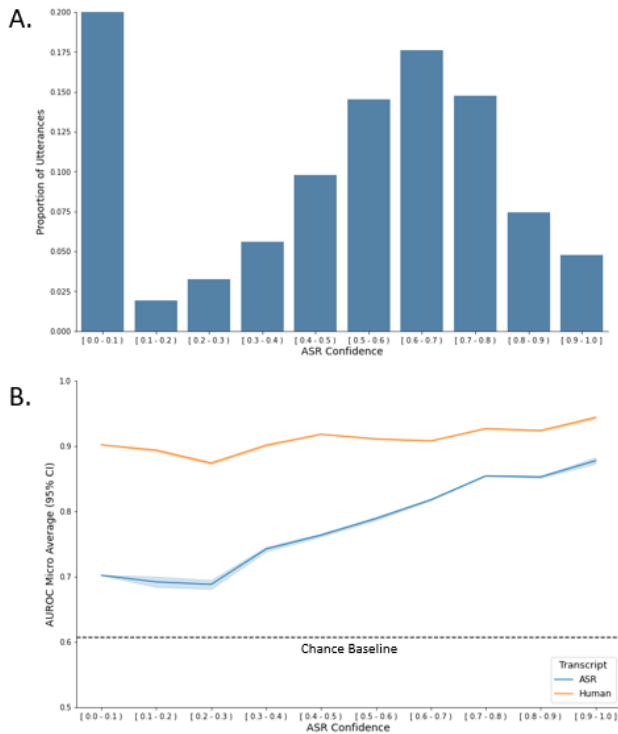 A.
0.200
0.175
0.150
0.125
0.100
0.075
0.050
0.025
0.000
Proportion of Utterances
[ 0.0 - 0.1 ) [ 0.1 - 0.2 ) [ 0.2 - 0.3 ) [ 0.3 - 0.4 ) [ 0.4 - 0.5 ) [ 0.5 - 0.6 ) [ 0.6 - 0.7 ) [ 0.7 - 0.8 ) [ 0.8 - 0.9 ) [ 0.9 - 1.0 ]
ASR Confidence
B.
1.0
0.9
0.8
0.7
0.6
0.5
AUROC Micro Average (95% CI)
Chance Baseline
Transcript
ASR
Human
[ 0.0 - 0.1 ) [ 0.1 - 0.2 ) [ 0.2 - 0.3 ) [ 0.3 - 0.4 ) [ 0.4 - 0.5 ) [ 0.5 - 0.6 ) [ 0.6 - 0.7 ) [ 0.7 - 0.8 ) [ 0.8 - 0.9 ) [ 0.9 - 1.0 ]
ASR Confidence